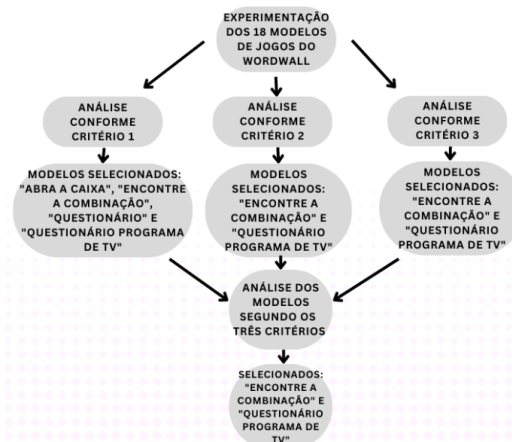 EXPERIMENTAÇÃO
DOS 18 MODELOS
DE JOGOS DO
WORDWALL
ANÁLISE
CONFORME
CRITÉRIO 1
ANÁLISE
CONFORME
CRITÉRIO 2
ANÁLISE
CONFORME
CRITÉRIO 3
MODELOS SELECIONADOS:
"ABRA A CAIXA", "ENCONTRE
A COMBINAÇÃO",
"QUESTIONÁRIO" E
"QUESTIONÁRIO PROGRAMA
DE TV"
MODELOS
SELECIONADOS:
"ENCONTRE A
COMBINAÇÃO" E
"QUESTIONÁRIO
PROGRAMA DE TV"
MODELOS
SELECIONADOS:
"ENCONTRE A
COMBINAÇÃO" E
"QUESTIONÁRIO
PROGRAMA DE TV"
ANÁLISE DOS
MODELOS
SEGUNDO OS
TRÊS CRITÉRIOS
SELECIONADOS:
"ENCONTRE A
COMBINAÇÃO" E
"QUESTIONÁRIO
PROGRAMA DE
TV"